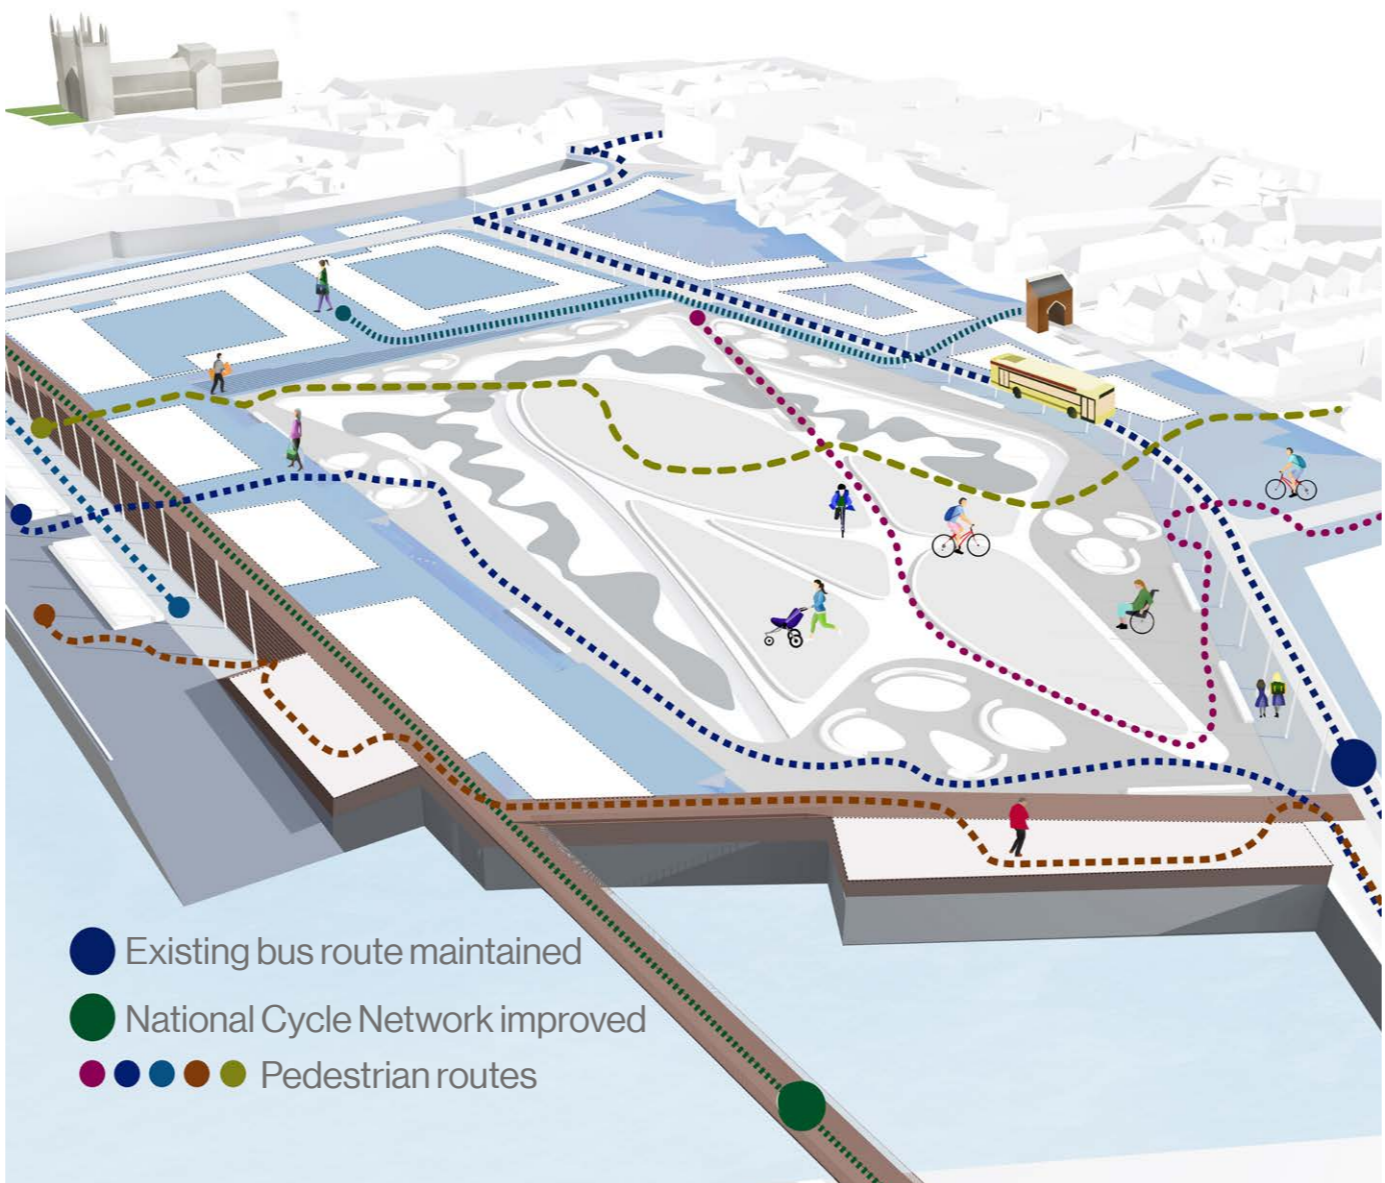 Existing bus route maintained
National Cycle Network improved
Pedestrian routes